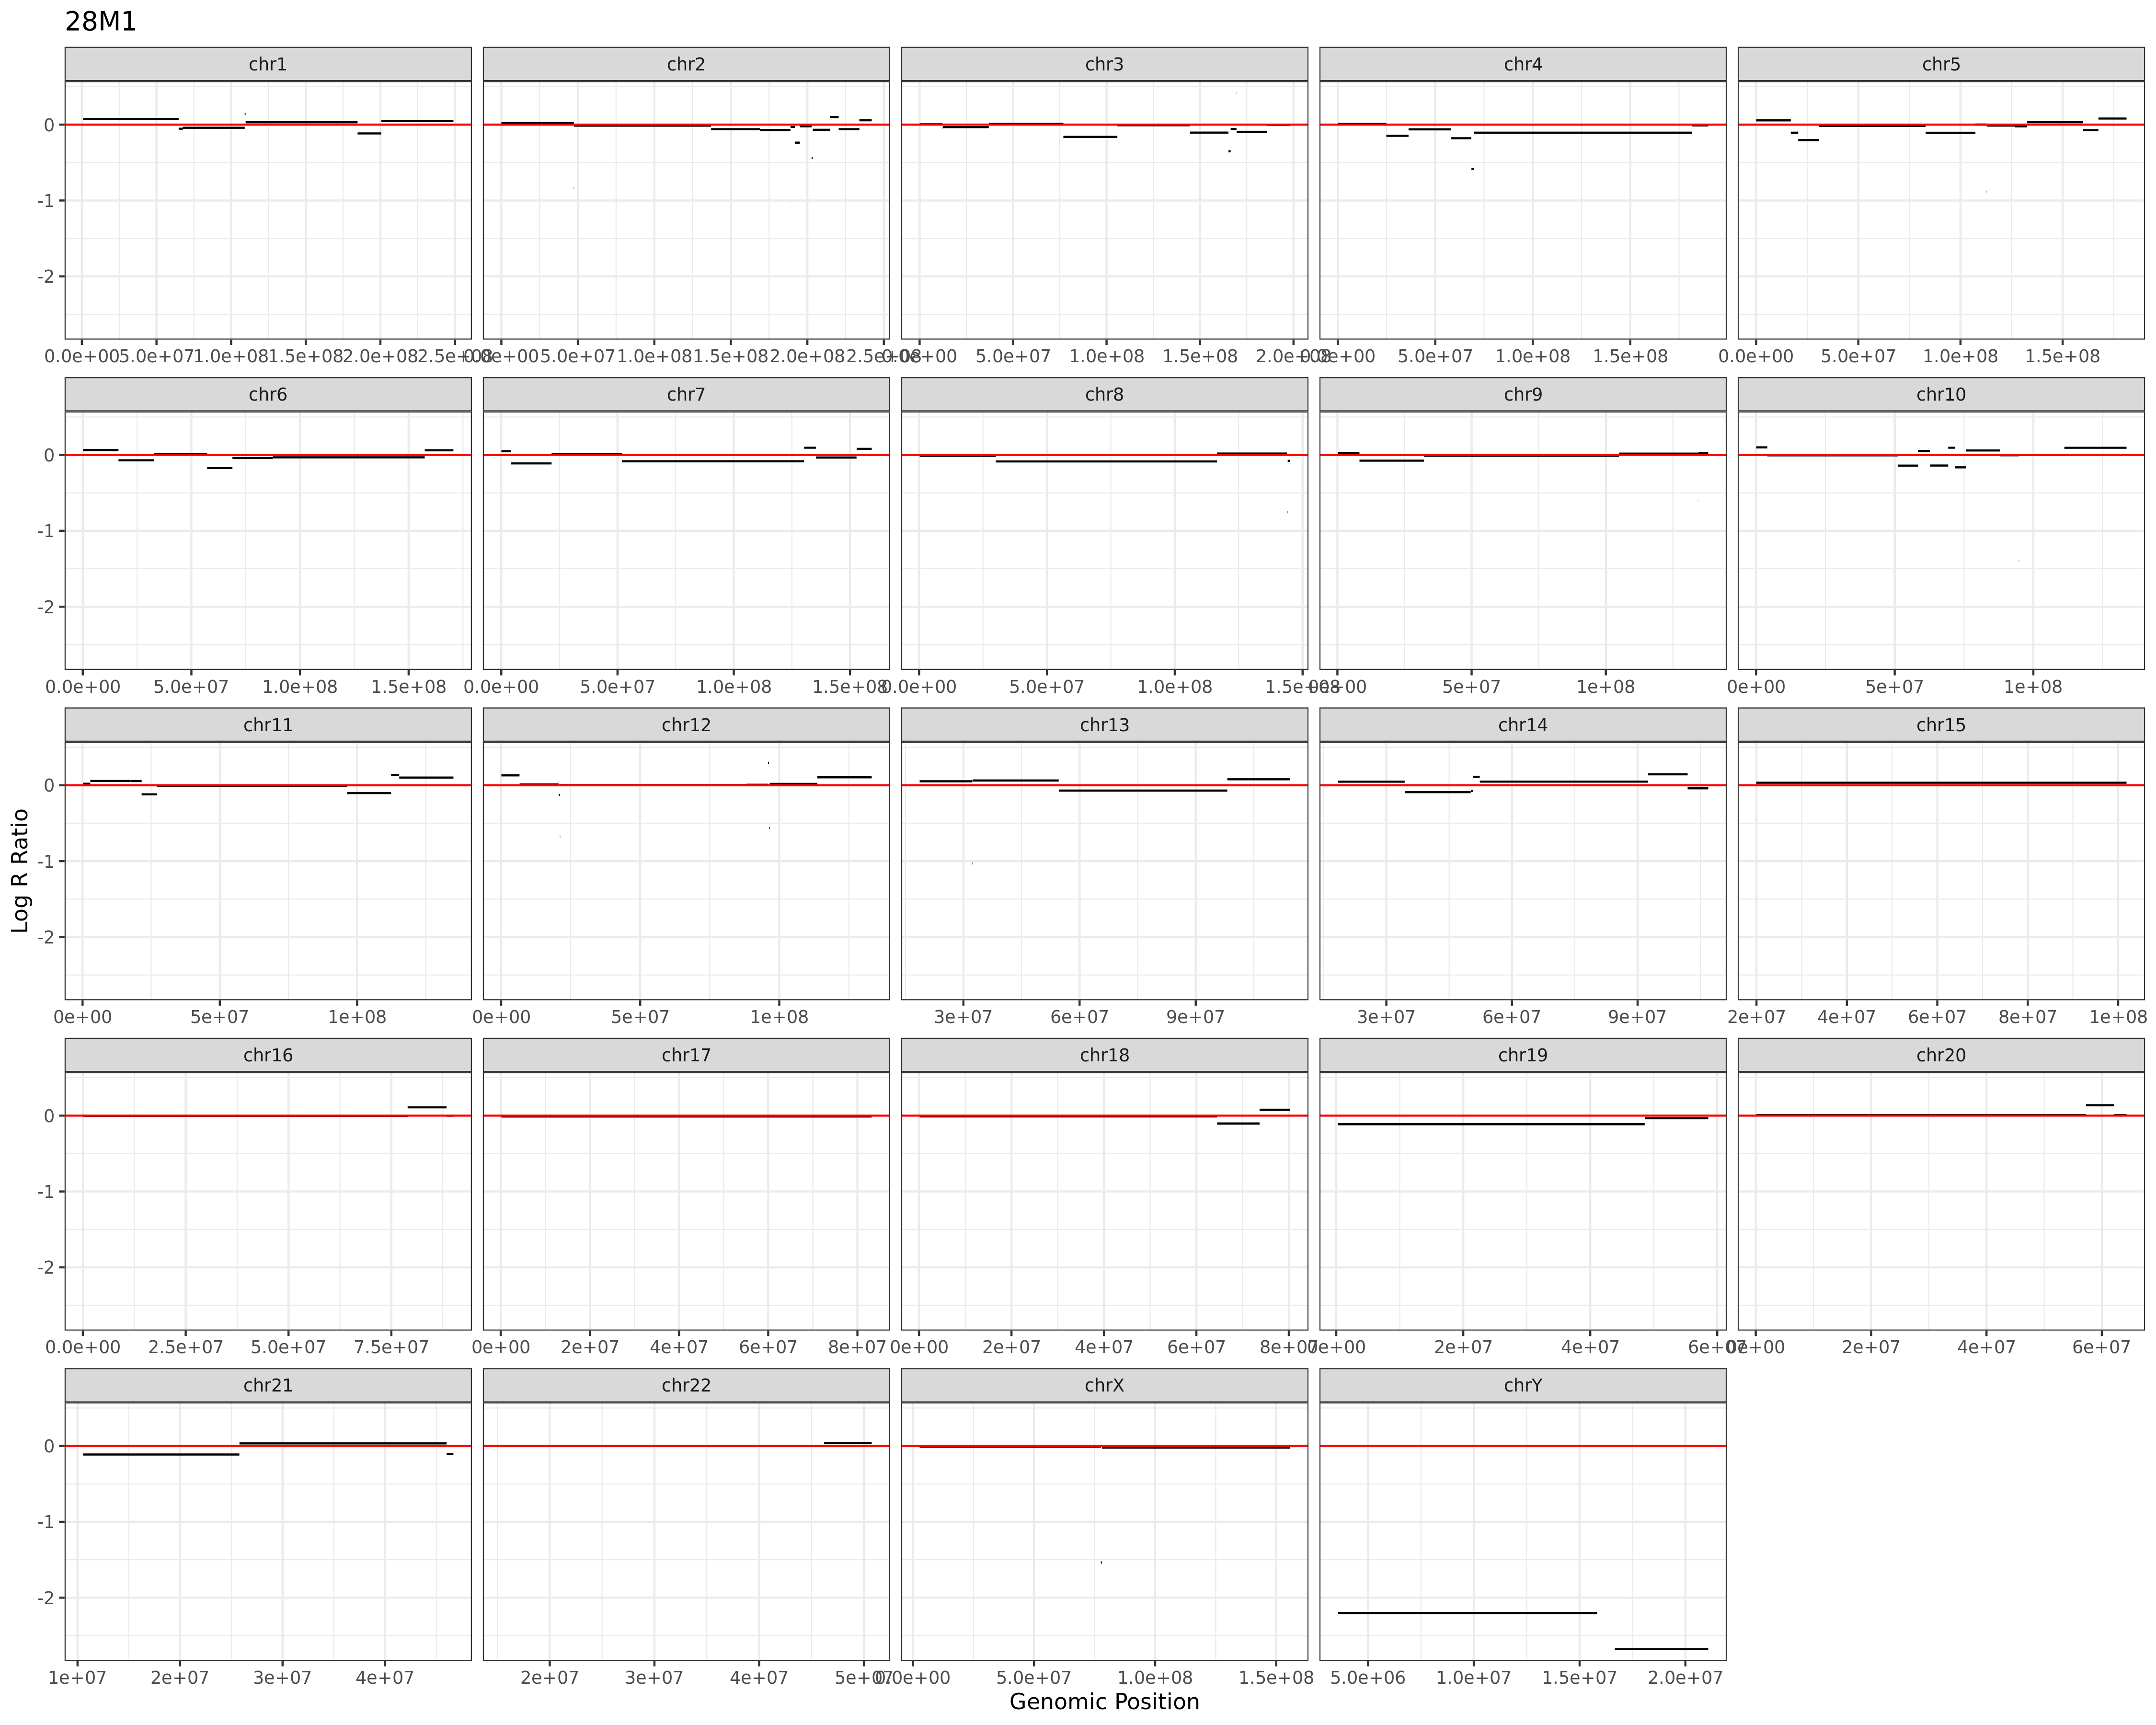 28M1
chr1 chr2 chr3 chr4 chr5
0
-1
-2
0.0e+00 5.0e+07 1.0e+08 1.5e+08 2.0e+08 2.5e+08 0.0e+00 5.0e+07 1.0e+08 1.5e+08 2.0e+08 2.5e+08 0.0e+00 5.0e+07 1.0e+08 1.5e+08 2.0e+08 0.0e+00 5.0e+07 1.0e+08 1.5e+08 0.0e+00 5.0e+07 1.0e+08 1.5e+08
chr6 chr7 chr8 chr9 chr10
0
-1
-2
0.0e+00 5.0e+07 1.0e+08 1.5e+08 0.0e+00 5.0e+07 1.0e+08 1.5e+08 0.0e+00 5.0e+07 1.0e+08 1.5e+08 0e+00 5e+07 1e+08 0e+00 5e+07 1e+08
chr11 chr12 chr13 chr14 chr15
0
-1
-2
Log R Ratio
0e+00 5e+07 1e+08 0e+00 5e+07 1e+08 3e+07 6e+07 9e+07 3e+07 6e+07 9e+07 2e+07 4e+07 6e+07 8e+07 1e+08
chr16 chr17 chr18 chr19 chr20
0
-1
-2
0.0e+00 2.5e+07 5.0e+07 7.5e+07 0e+00 2e+07 4e+07 6e+07 8e+07 0e+00 2e+07 4e+07 6e+07 8e+07 0e+00 2e+07 4e+07 6e+07 0e+00 2e+07 4e+07 6e+07
chr21 chr22 chrX chrY
0
-1
-2
1e+07 2e+07 3e+07 4e+07 2e+07 3e+07 4e+07 5e+07 0.0e+00 5.0e+07 1.0e+08 1.5e+08 5.0e+06 1.0e+07 1.5e+07 2.0e+07
Genomic Position